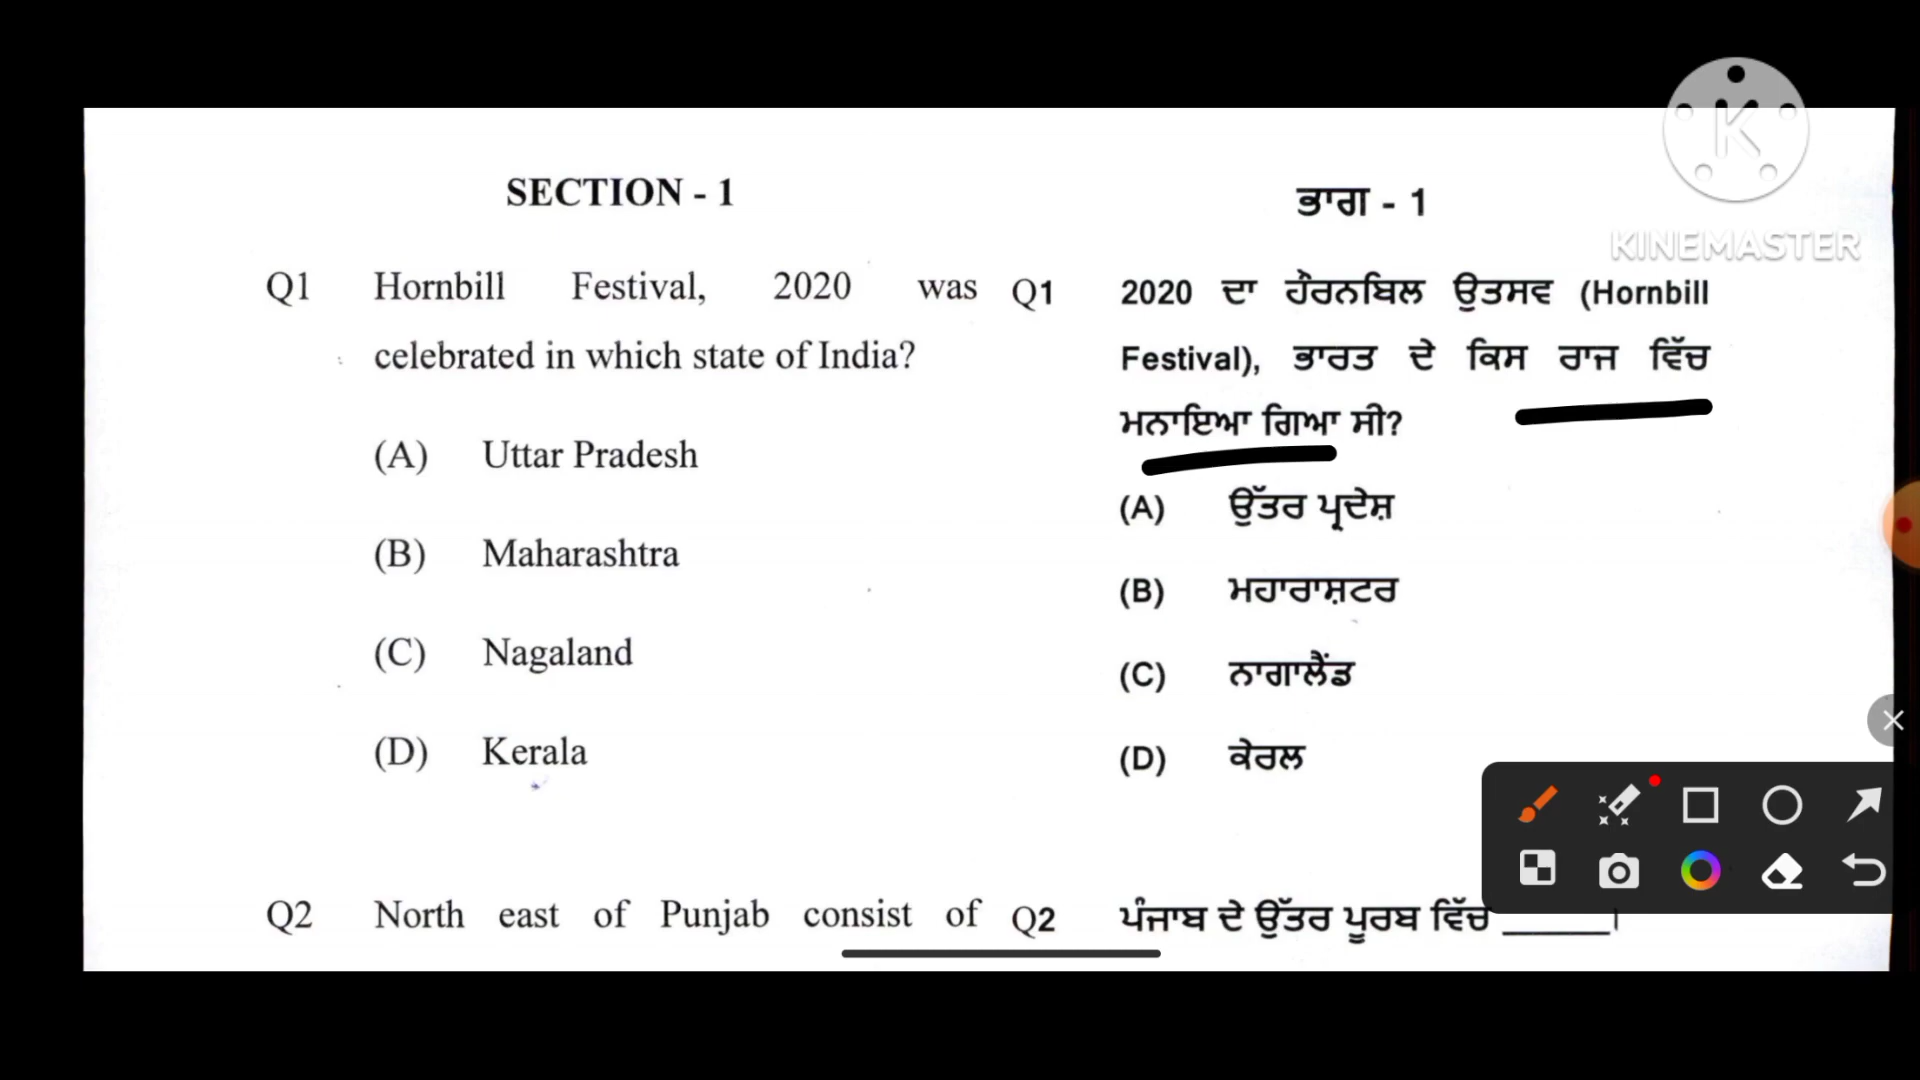 KINEMASTER
SECTION - 1
Q1 Hornbill Festival, 2020 was
celebrated in which state of India?
(A) Uttar Pradesh
(B) Maharashtra
(C) Nagaland
(D) Kerala
Q2 North east of Punjab consist of
ਭਾਗ - 1
Q1 2020 ਦਾ ਹੌਰਨਬਿਲ ਉਤਸਵ (Hornbill
Festival), ਭਾਰਤ ਦੇ ਕਿਸ ਰਾਜ ਵਿੱਚ
ਮਨਾਇਆ ਗਿਆ ਸੀ?
(A) ਉੱਤਰ ਪ੍ਰਦੇਸ਼
(B) ਮਹਾਰਾਸ਼ਟਰ
(C) ਨਾਗਾਲੈਂਡ
(D) ਕੇਰਲ
Q2 ਪੰਜਾਬ ਦੇ ਉੱਤਰ ਪੂਰਬ ਵਿੱਚ ______।